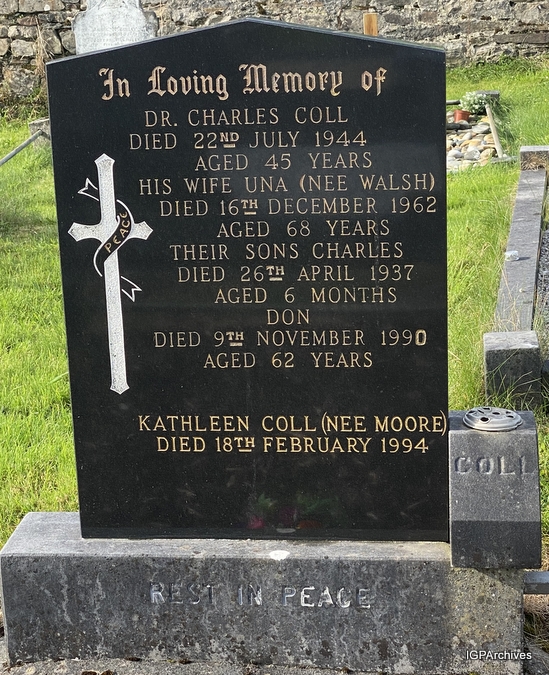 In Loving Memory of
DR. CHARLES COLL
DIED 22ND JULY 1944
AGED 45 YEARS
HIS WIFE UNA (NEE WALSH)
DIED 16TH DECEMBER 1962
AGED 68 YEARS
THEIR SONS CHARLES
DIED 26TH APRIL 1937
AGED 6 MONTHS
DON
DIED 9TH NOVEMBER 1990
AGED 62 YEARS
PEACE
KATHLEEN COLL (NEE MOORE)
DIED 18TH FEBRUARY 1994
COLL
REST IN PEACE
IGPArchives